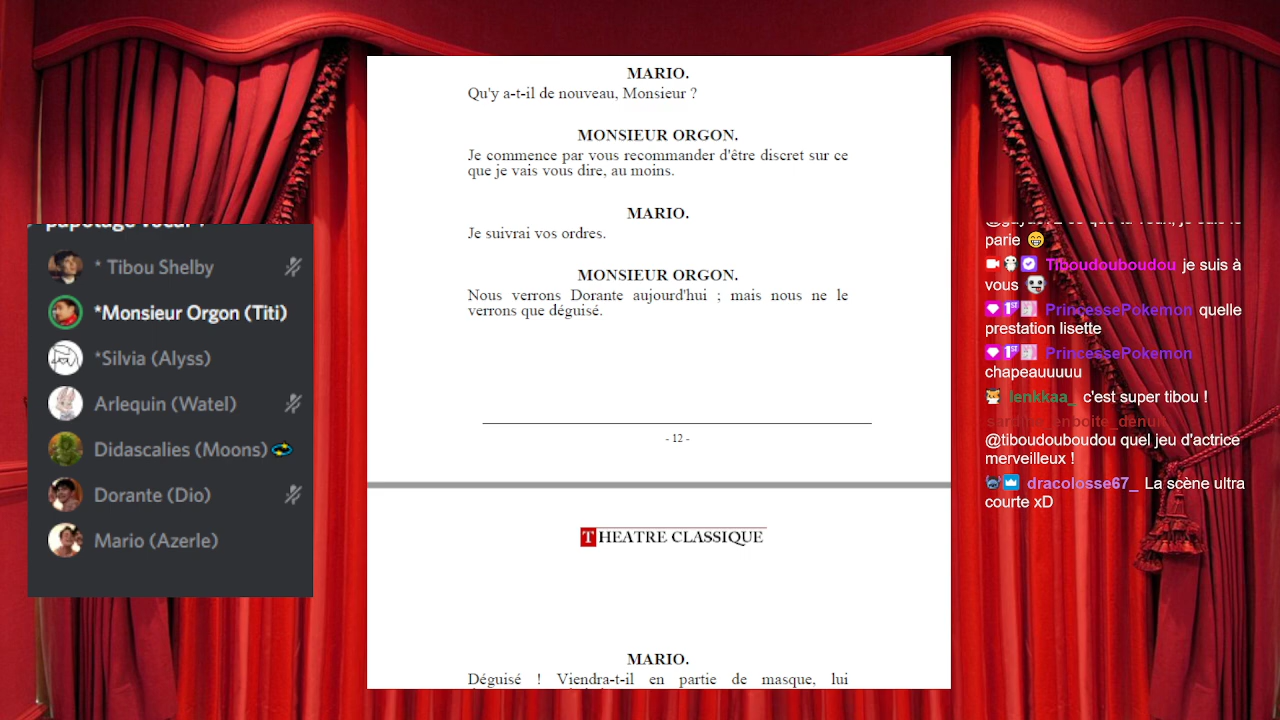 * Tibou Shelby
*Monsieur Orgon (Titi)
*Silvia (Alyss)
Arlequin (Watel)
Didascalies (Moons)
Dorante (Dio)
Mario (Azerle)
MARIO.
Qu'y a-t-il de nouveau, Monsieur ?
MONSIEUR ORGON.
Je commence par vous recommander d'être discret sur ce
que je vais vous dire, au moins.
MARIO.
Je suivrai vos ordres.
MONSIEUR ORGON.
Nous verrons Dorante aujourd'hui ; mais nous ne le
verrons que déguisé.
- 12 -
THEATRE CLASSIQUE
MARIO.
Déguisé ! Viendra-t-il en partie de masque, lui
parie
Tiboudouboudou je suis à
vous
1ST PrincessePokemon quelle
prestation lisette
1ST PrincessePokemon
chapeauuuuu
lenkkaa_ c'est super tibou !
@tiboudouboudou quel jeu d'actrice
merveilleux !
dracolosse67_ La scène ultra
courte xD